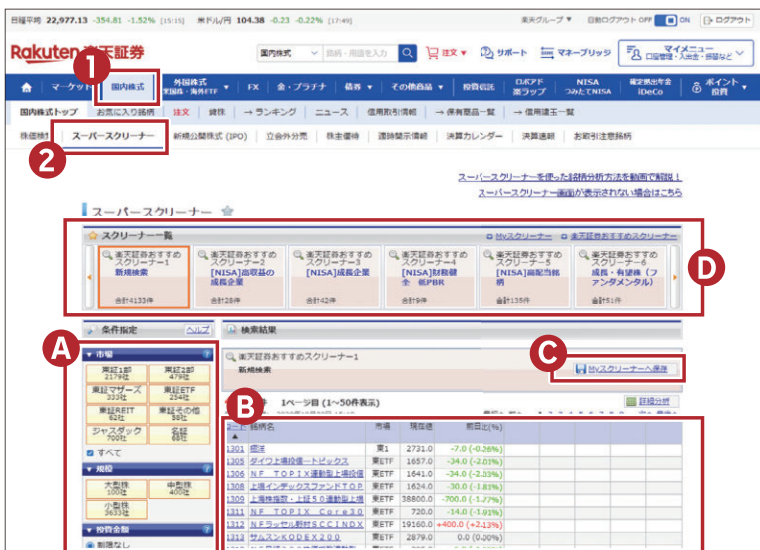 日経平均 22,977.13 -354.81 -1.52% [15:15] 米ドル/円 104.38 -0.23 -0.22% [17:49] 楽天グループ ▼ 自動ログアウト OFF ON ログアウト
Rakuten 楽天証券 国内株式 銘柄・用語を入力 注文 ▼ サポート マネーブリッジ マイメニュー
口座管理・入出金・振替など
1
マーケット 国内株式 外国株式 米国株・海外ETF FX 金・プラチナ 債券 ▼ その他商品 ▼ 投資信託 ロボアド 楽ラップ NISA つみたてNISA 確定拠出年金 iDeCo ポイント投資
国内株式トップ お気に入り銘柄 注文 貸株 → ランキング ニュース 信用取引情報 → 保有商品一覧 → 信用建玉一覧
株価検索 スーパースクリーナー 新規公開株式 (IPO) 立会外分売 株主優待 適時開示情報 決算カレンダー 決算速報 お取引注意銘柄
2
スーパースクリーナーを使った銘柄分析方法を動画で解説!
スーパースクリーナー画面が表示されない場合はこちら
スーパースクリーナー
スクリーナー一覧 Myスクリーナー 楽天証券おすすめスクリーナー
楽天証券おすすめスクリーナー1 楽天証券おすすめスクリーナー2 楽天証券おすすめスクリーナー3 楽天証券おすすめスクリーナー4 楽天証券おすすめスクリーナー5 楽天証券おすすめスクリーナー6
新規検索 [NISA]高収益の成長企業 [NISA]成長企業 [NISA]財務健全 低PBR [NISA]高配当銘柄 成長・有望株 (ファンダメンタル)
合計4133件 合計28件 合計42件 合計9件 合計135件 合計51件
D
条件指定 ヘルプ 検索結果
A
▼ 市場 ?
東証1部 2179社 東証2部 479社
東証マザーズ 333社 東証ETF 254社
東証REIT 62社 東証その他 58社
ジャスダック 700社 名証 68社
すべて
▼ 規模 ?
大型株 100社 中型株 400社
小型株 3633社
▼ 投資金額 ?
制限なし
楽天証券おすすめスクリーナー1
新規検索
C
Myスクリーナーへ保存
1ページ目 (1~50件表示) 詳細分析
B
コード ▲ 銘柄名 市場 現在値 前日比(%)
1301 極洋 東1 2731.0 -7.0 (-0.26%)
1305 ダイワ上場投信-トピックス 東ETF 1657.0 -34.0 (-2.01%)
1306 NF TOPIX連動型上場投信 東ETF 1641.0 -34.0 (-2.03%)
1308 上場インデックスファンドTOP 東ETF 1624.0 -30.0 (-1.81%)
1309 上海株指数・上証50連動型上場 東ETF 38800.0 -700.0 (-1.77%)
1311 NF TOPIX Core30 東ETF 720.0 -14.0 (-1.91%)
1312 NFラッセル野村SCCINDX 東ETF 19160.0 +400.0 (+2.13%)
1313 サムスンKODEX200 東ETF 2879.0 0.0 (0.00%)